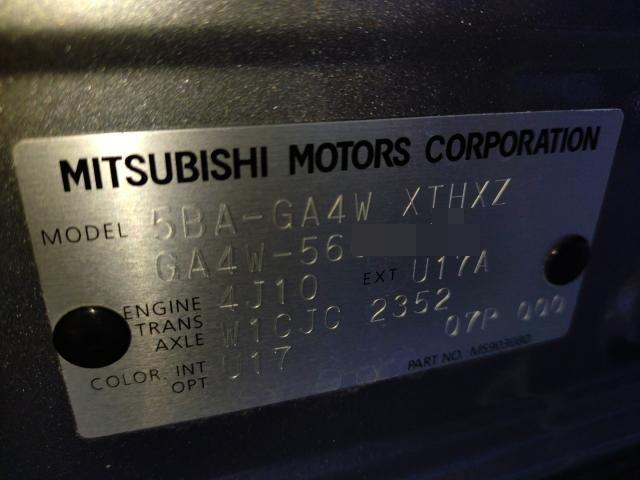 MITSUBISHI MOTORS CORPORATION
MODEL 5BA-GA4W XTHXZ
GA4W-56
ENGINE 4J10 EXT U17A
TRANS AXLE W1CJC 2352
COLOR. INT OPT U17 07P 000
PART NO. MS903080